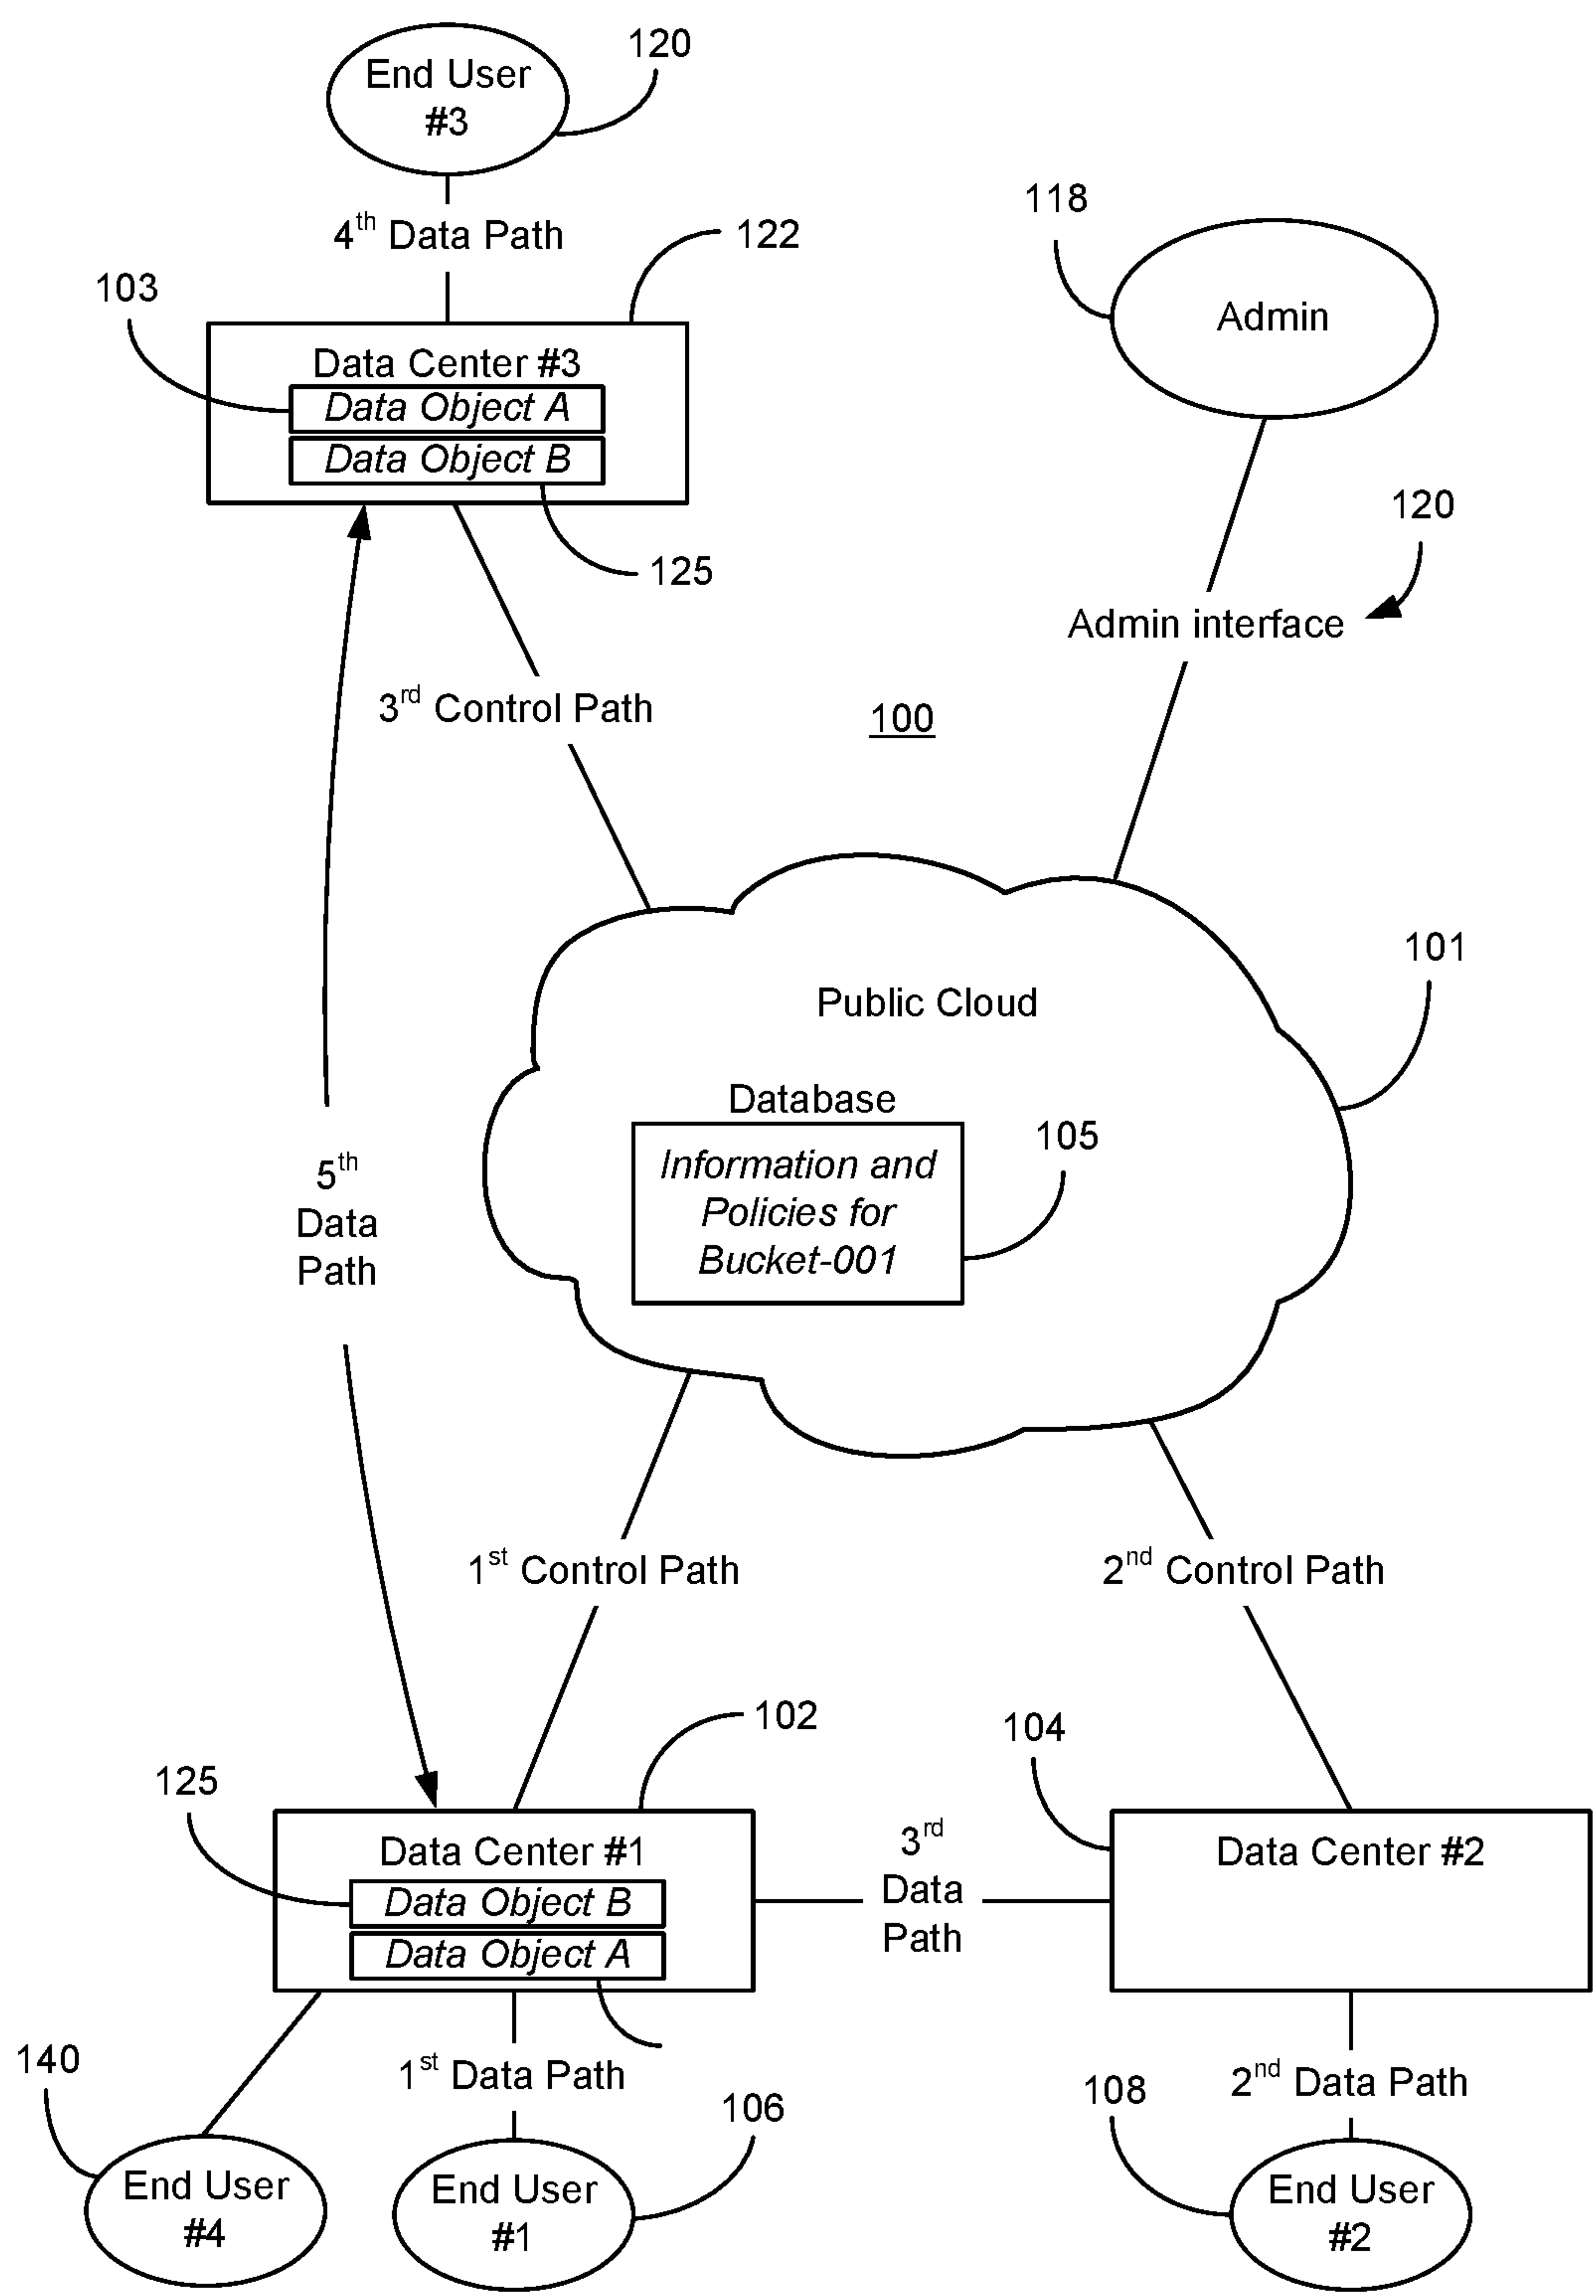 120
End User
#3
118
4th Data Path
122
103
Admin
Data Center #3
Data Object A
Data Object B
120
125
Admin interface
3rd Control Path
100
101
Public Cloud
Database
105
Information and
Policies for
Bucket-001
5th
Data
Path
1st Control Path
2nd Control Path
102
104
125
Data Center #1
Data Object B
Data Object A
3rd
Data
Path
Data Center #2
140
1st Data Path
106
2nd Data Path
108
End User
#4
End User
#1
End User
#2